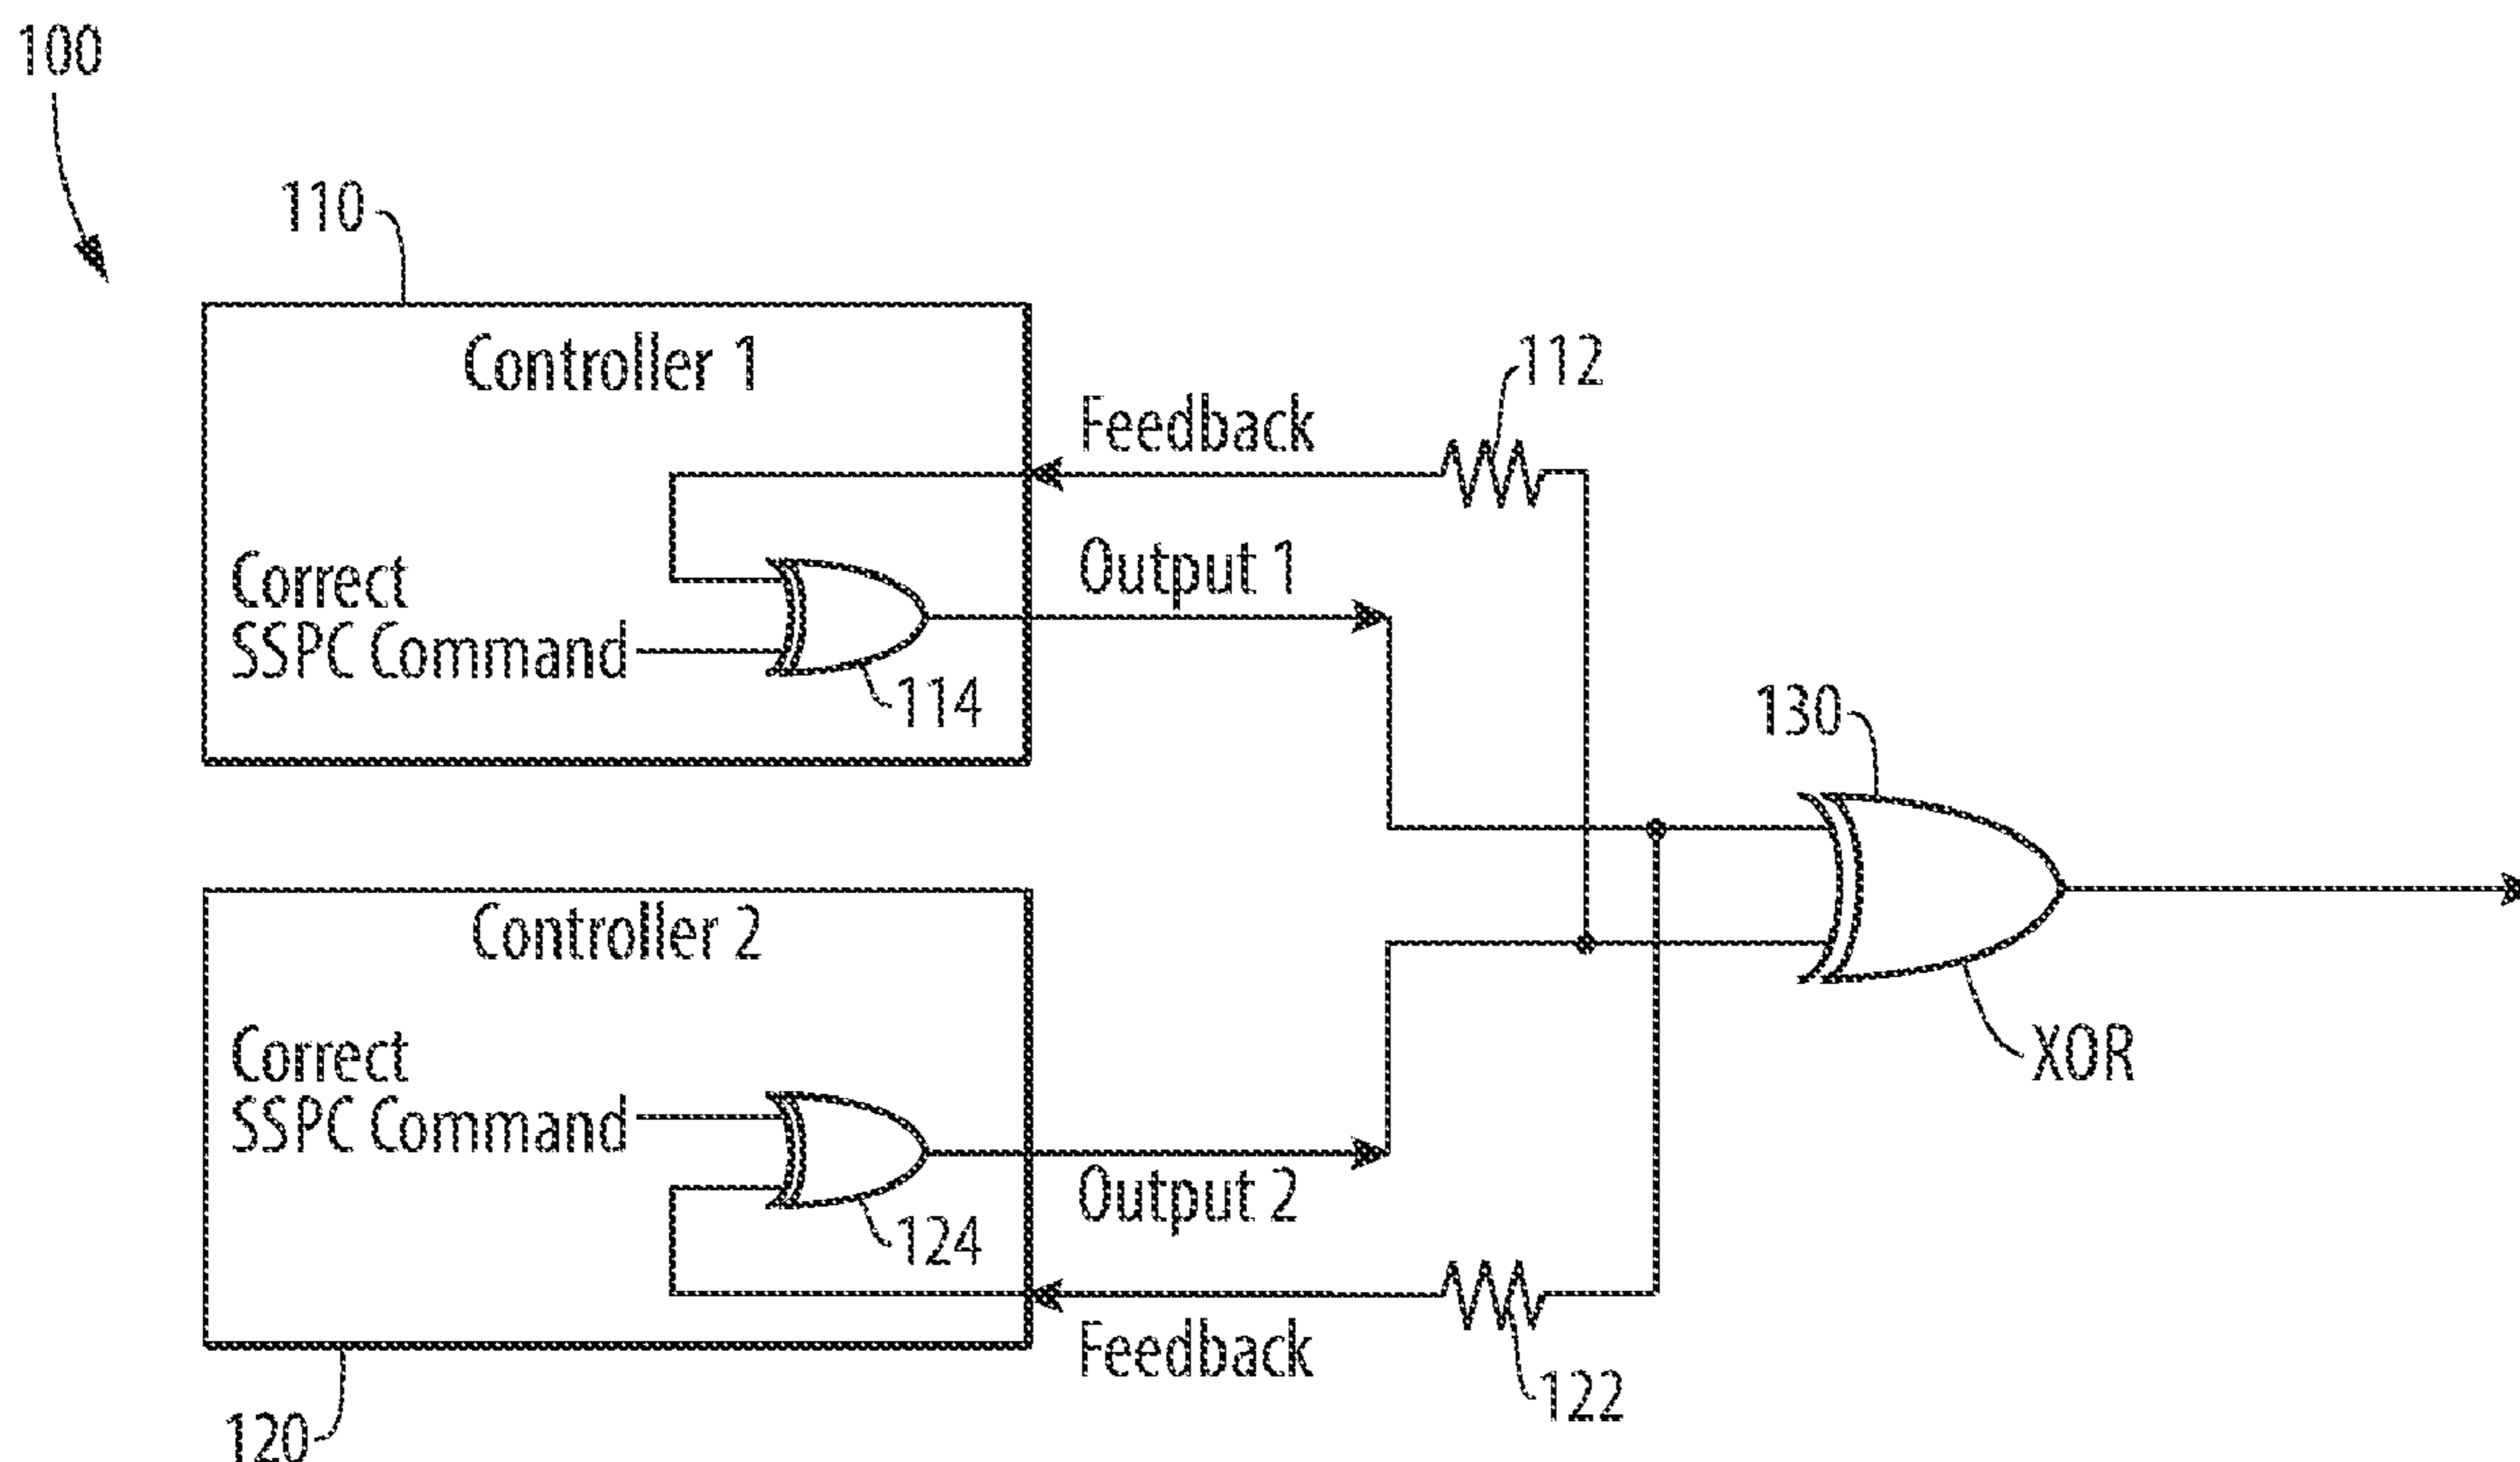 100
110
Controller 1
112
Feedback
Output 1
Correct
SSPC Command
114
130
Controller 2
XOR
Correct
SSPC Command
Output 2
124
Feedback
122
120